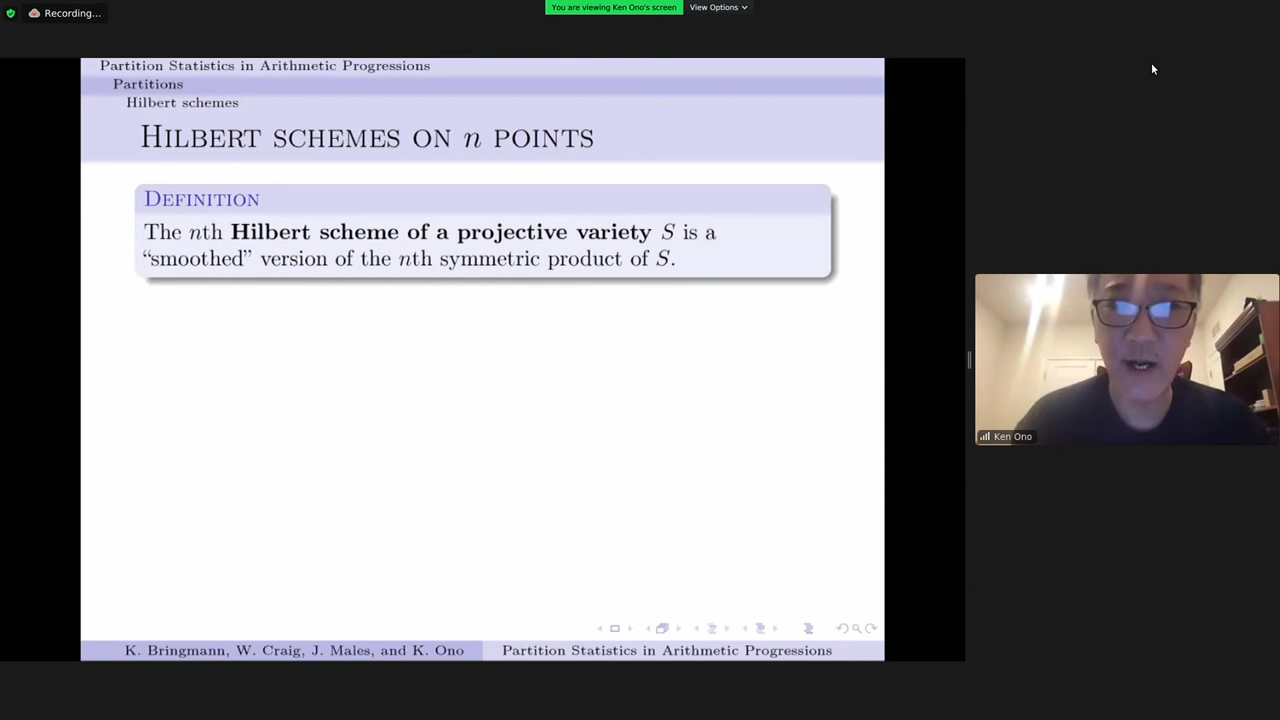 Recording...
You are viewing Ken Ono's screen
View Options
Partition Statistics in Arithmetic Progressions
Partitions
Hilbert schemes
HILBERT SCHEMES ON n POINTS
DEFINITION
The nth Hilbert scheme of a projective variety S is a
“smoothed” version of the nth symmetric product of S.
Ken Ono
K. Bringmann, W. Craig, J. Males, and K. Ono
Partition Statistics in Arithmetic Progressions